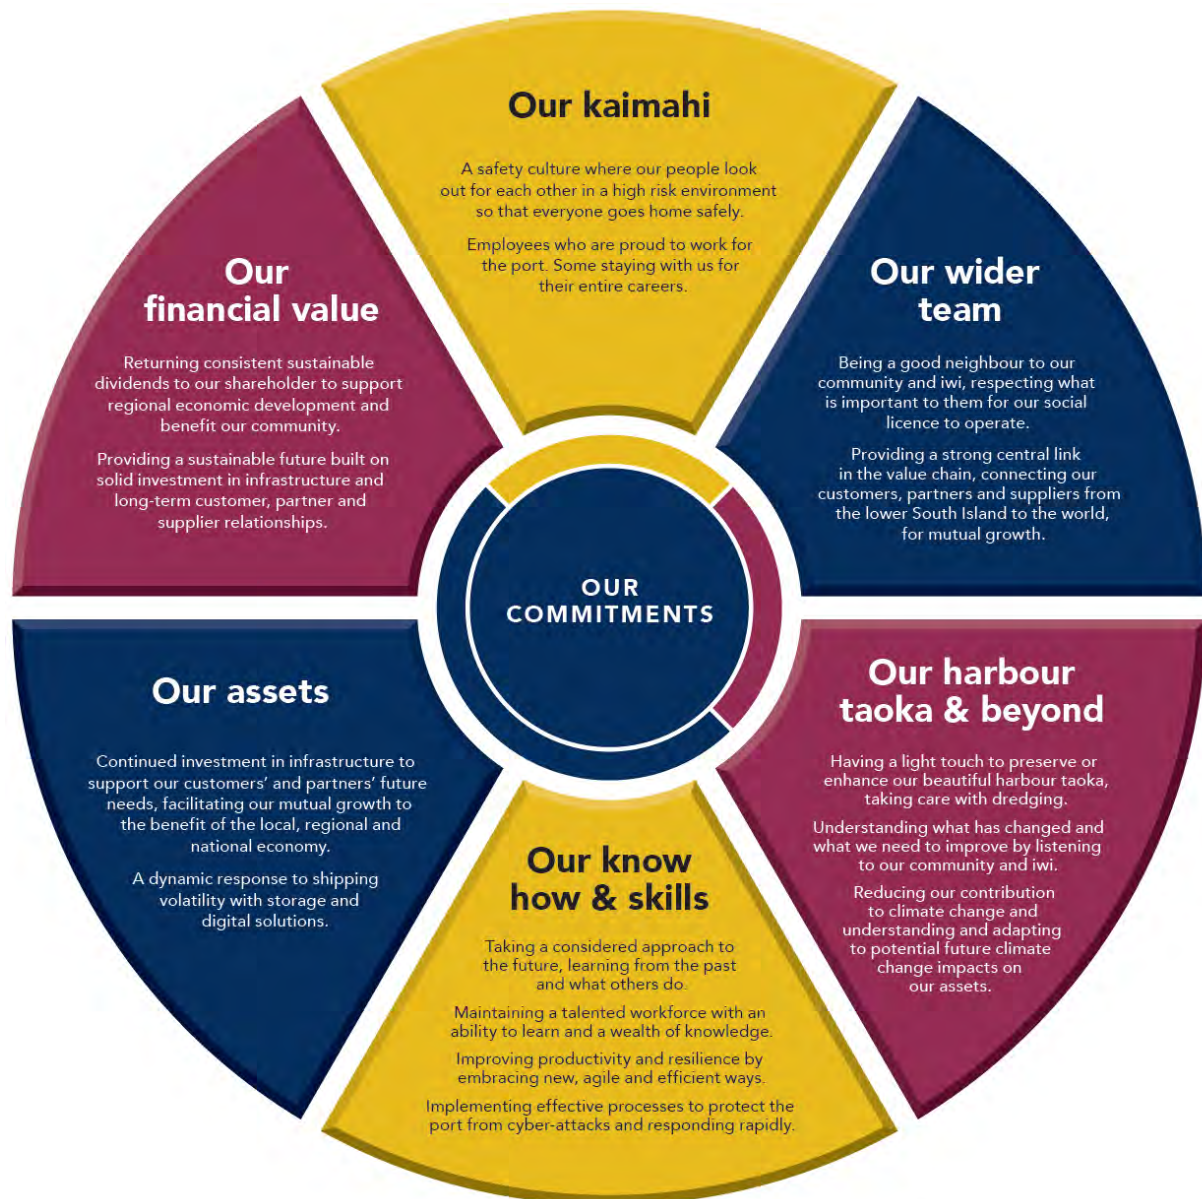 Our kaimahi
A safety culture where our people look
out for each other in a high risk environment
so that everyone goes home safely.
Employees who are proud to work for
the port. Some staying with us for
their entire careers.
Our wider
team
Being a good neighbour to our
community and iwi, respecting what
is important to them for our social
licence to operate.
Providing a strong central link
in the value chain, connecting our
customers, partners and suppliers from
the lower South Island to the world,
for mutual growth.
Our harbour
taoka & beyond
Having a light touch to preserve or
enhance our beautiful harbour taoka,
taking care with dredging.
Understanding what has changed and
what we need to improve by listening
to our community and iwi.
Reducing our contribution
to climate change and
understanding and adapting
to potential future climate
change impacts on
our assets.
Our know
how & skills
Taking a considered approach to
the future, learning from the past
and what others do.
Maintaining a talented workforce with an
ability to learn and a wealth of knowledge.
Improving productivity and resilience by
embracing new, agile and efficient ways.
Implementing effective processes to protect the
port from cyber-attacks and responding rapidly.
Our assets
Continued investment in infrastructure to
support our customers’ and partners’ future
needs, facilitating our mutual growth to
the benefit of the local, regional and
national economy.
A dynamic response to shipping
volatility with storage and
digital solutions.
Our
financial value
Returning consistent sustainable
dividends to our shareholder to support
regional economic development and
benefit our community.
Providing a sustainable future built on
solid investment in infrastructure and
long-term customer, partner and
supplier relationships.
OUR
COMMITMENTS